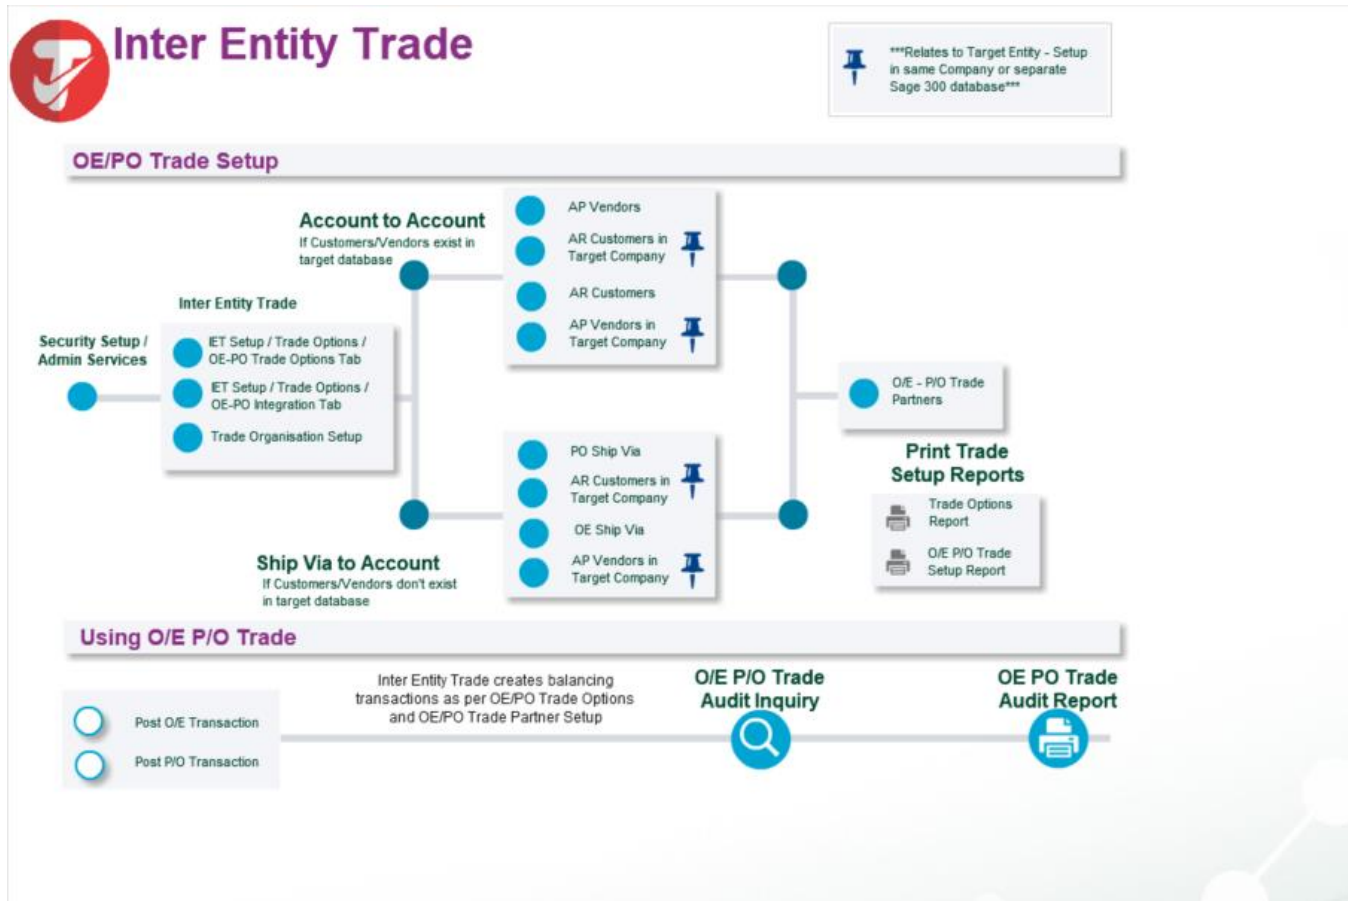 Inter Entity Trade
***Relates to Target Entity - Setup
in same Company or separate
Sage 300 database***
OE/PO Trade Setup
Account to Account
If Customers/Vendors exist in
target database
AP Vendors
AR Customers in
Target Company
AR Customers
AP Vendors in
Target Company
Inter Entity Trade
Security Setup /
Admin Services
IET Setup / Trade Options /
OE-PO Trade Options Tab
IET Setup / Trade Options /
OE-PO Integration Tab
Trade Organisation Setup
O/E - P/O Trade
Partners
PO Ship Via
AR Customers in
Target Company
OE Ship Via
AP Vendors in
Target Company
Print Trade
Setup Reports
Trade Options
Report
O/E P/O Trade
Setup Report
Ship Via to Account
If Customers/Vendors don't exist
in target database
Using O/E P/O Trade
Post O/E Transaction
Post P/O Transaction
Inter Entity Trade creates balancing
transactions as per OE/PO Trade Options
and OE/PO Trade Partner Setup
O/E P/O Trade
Audit Inquiry
OE PO Trade
Audit Report